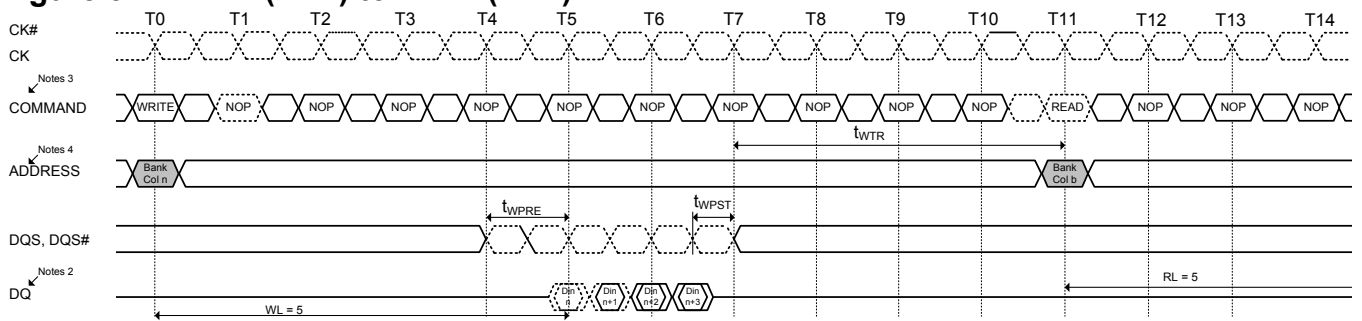 T0 T1 T2 T3 T4 T5 T6 T7 T8 T9 T10 T11 T12 T13 T14
CK#
CK
Notes 3
COMMAND
WRITE NOP NOP NOP NOP NOP NOP NOP NOP NOP NOP READ NOP NOP NOP
tWTR
Notes 4
ADDRESS
Bank Col n
Bank Col b
tWPRE
tWPST
DQS, DQS#
Notes 2
DQ
Din n
Din n+1
Din n+2
Din n+3
RL = 5
WL = 5